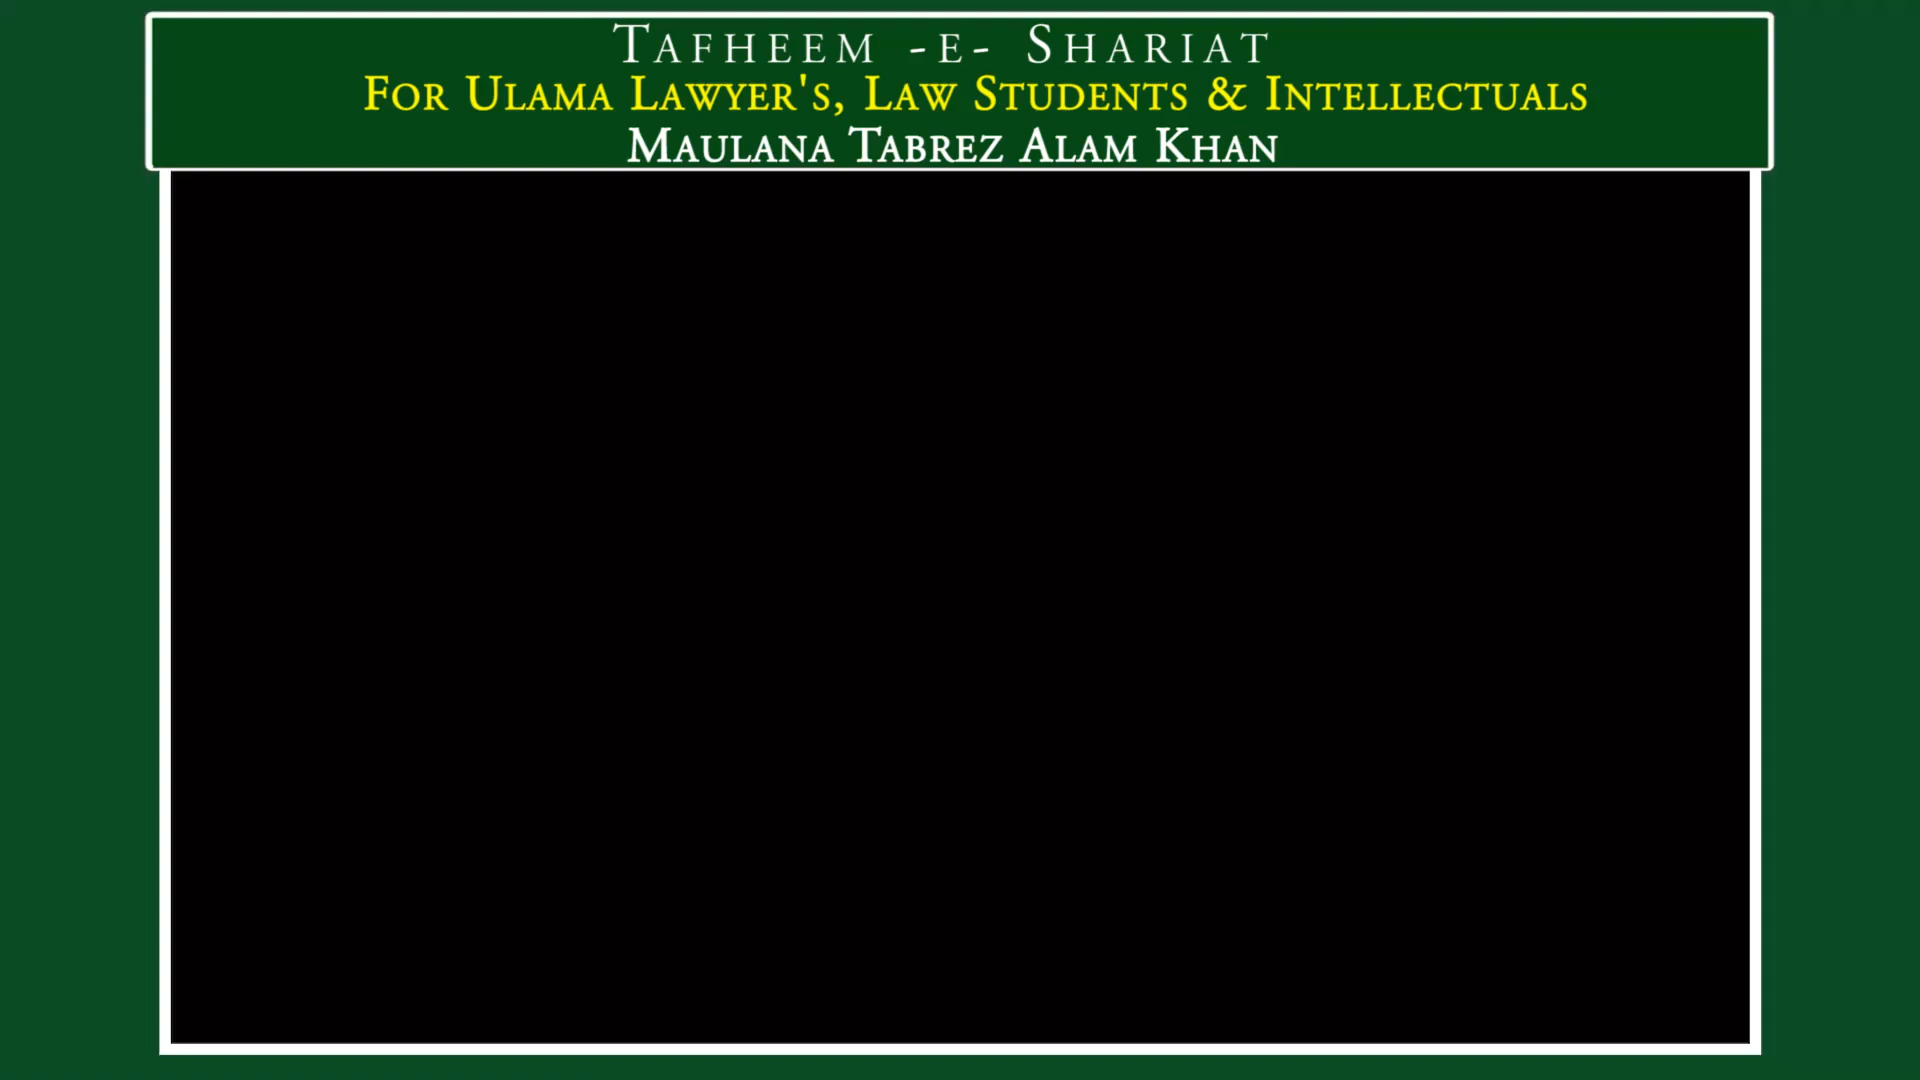 Tafheem -e- Shariat
For Ulama Lawyer's, Law Students & Intellectuals
Maulana Tabrez Alam Khan